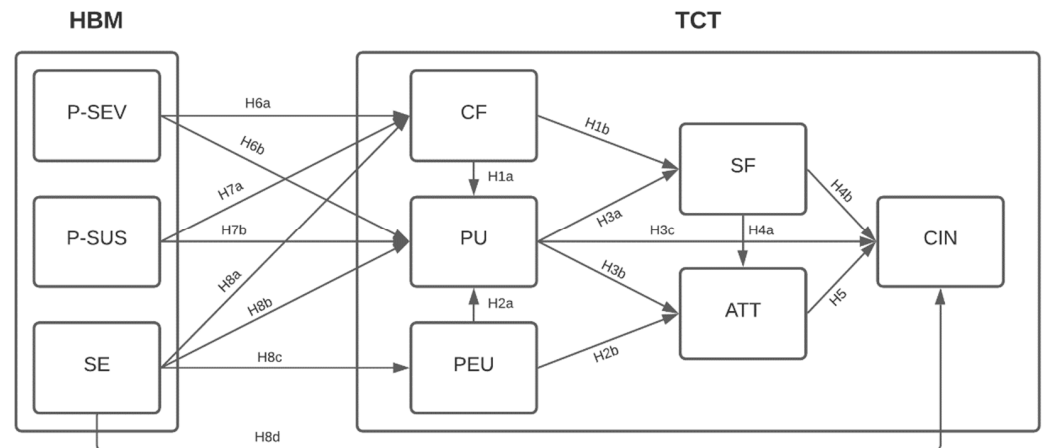 HBM
TCT
P-SEV
H6a
CF
H1b
H6b
SF
H1a
H7a
H4b
P-SUS
H7b
PU
H3a
H3c
H4a
CIN
H8a
H3b
H2a
H8b
ATT
H5
SE
H8c
PEU
H2b
H8d